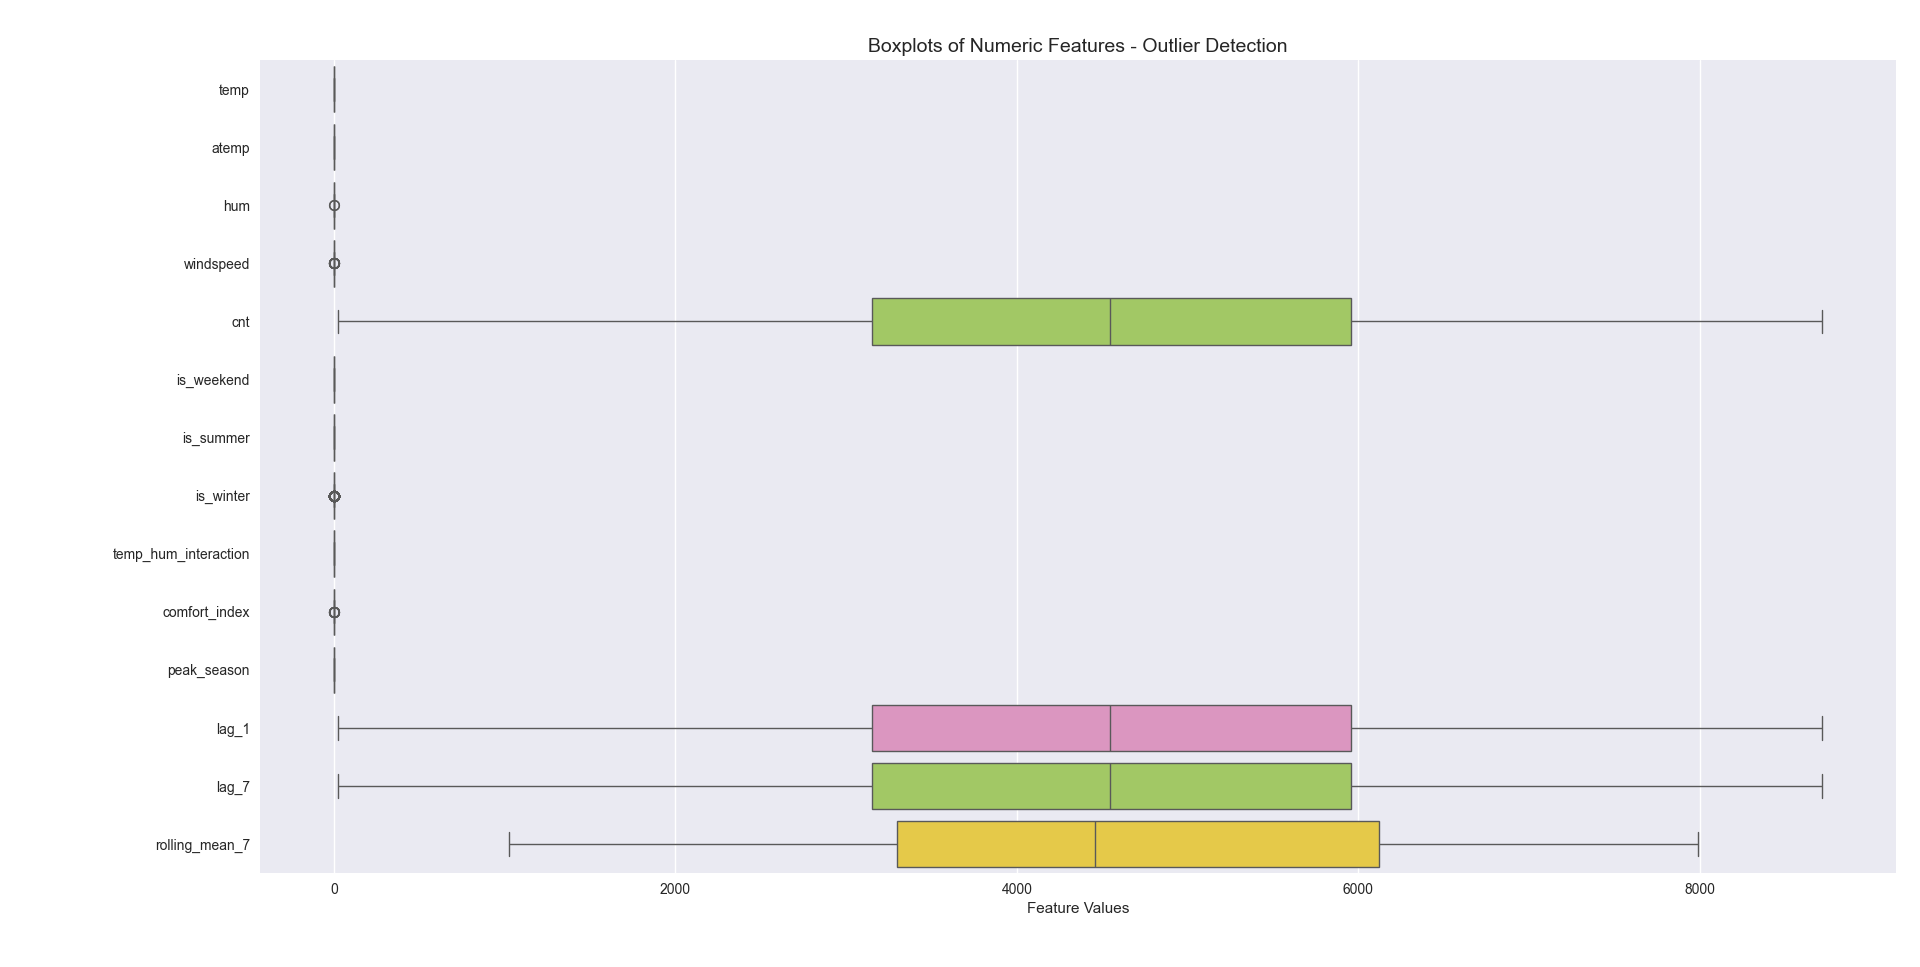 Boxplots of Numeric Features - Outlier Detection
temp
atemp
hum
windspeed
cnt
is_weekend
is_summer
is_winter
temp_hum_interaction
comfort_index
peak_season
lag_1
lag_7
rolling_mean_7
0 2000 4000 6000 8000
Feature Values